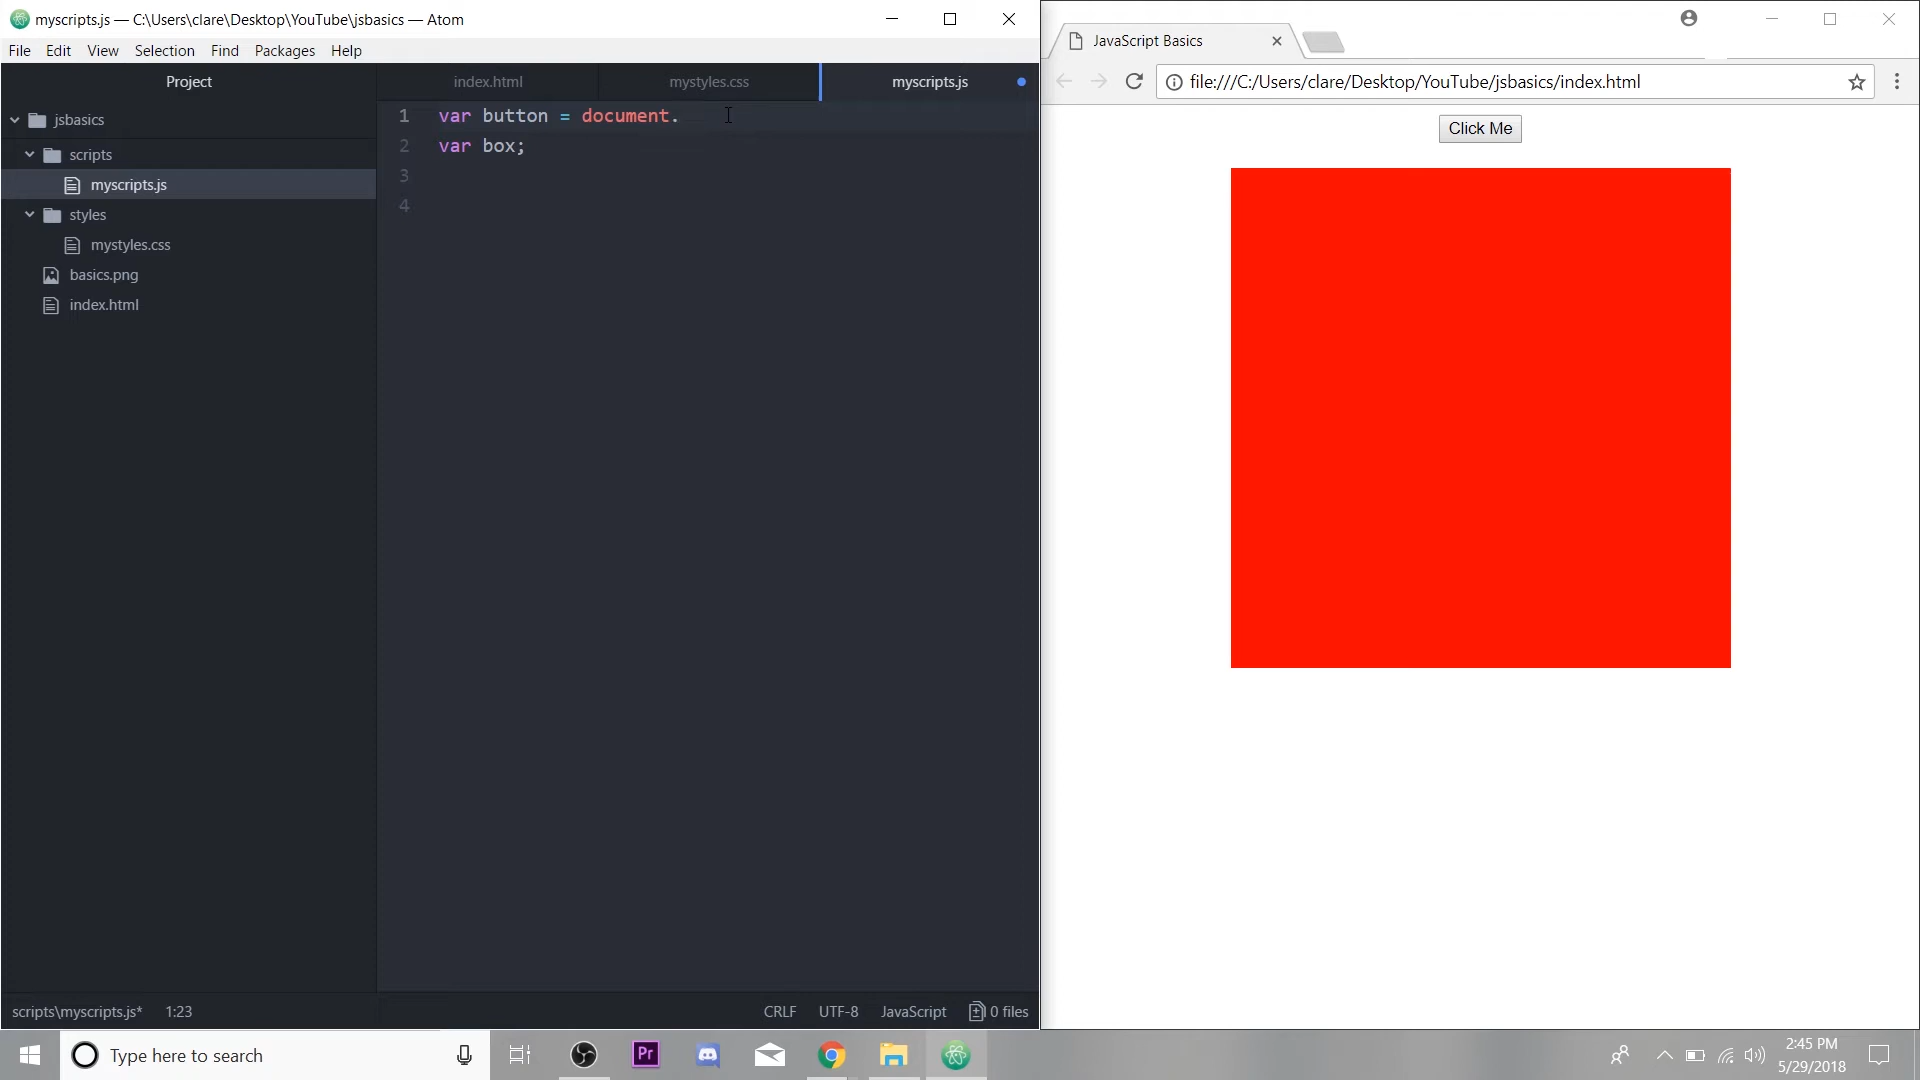 myscripts.js — C:\Users\clare\Desktop\YouTube\jsbasics — Atom
File Edit View Selection Find Packages Help
Project
index.html mystyles.css myscripts.js
jsbasics
scripts
myscripts.js
styles
mystyles.css
basics.png
index.html
1 var button = document.
2 var box;
3
4
scripts\myscripts.js* 1:23
CRLF UTF-8 JavaScript 0 files
JavaScript Basics
file:///C:/Users/clare/Desktop/YouTube/jsbasics/index.html
Click Me
Type here to search
Pr
2:45 PM
5/29/2018